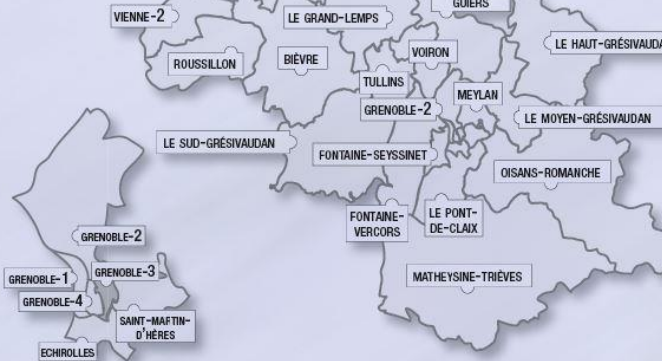 GUIERS
VIENNE-2
LE GRAND-LEMPS
LE HAUT-GRÉSIVAUDA
VOIRON
ROUSSILLON
BIÈVRE
TULLINS
MEYLAN
GRENOBLE-2
LE MOYEN-GRÉSIVAUDAN
LE SUD-GRÉSIVAUDAN
FONTAINE-SEYSSINET
OISANS-ROMANCHE
FONTAINE-
VERCORS
LE PONT-
DE-CLAIX
GRENOBLE-2
GRENOBLE-1
GRENOBLE-3
MATHEYSINE-TRIÈVES
GRENOBLE-4
SAINT-MARTIN-
D'HÈRES
ECHIROLLES